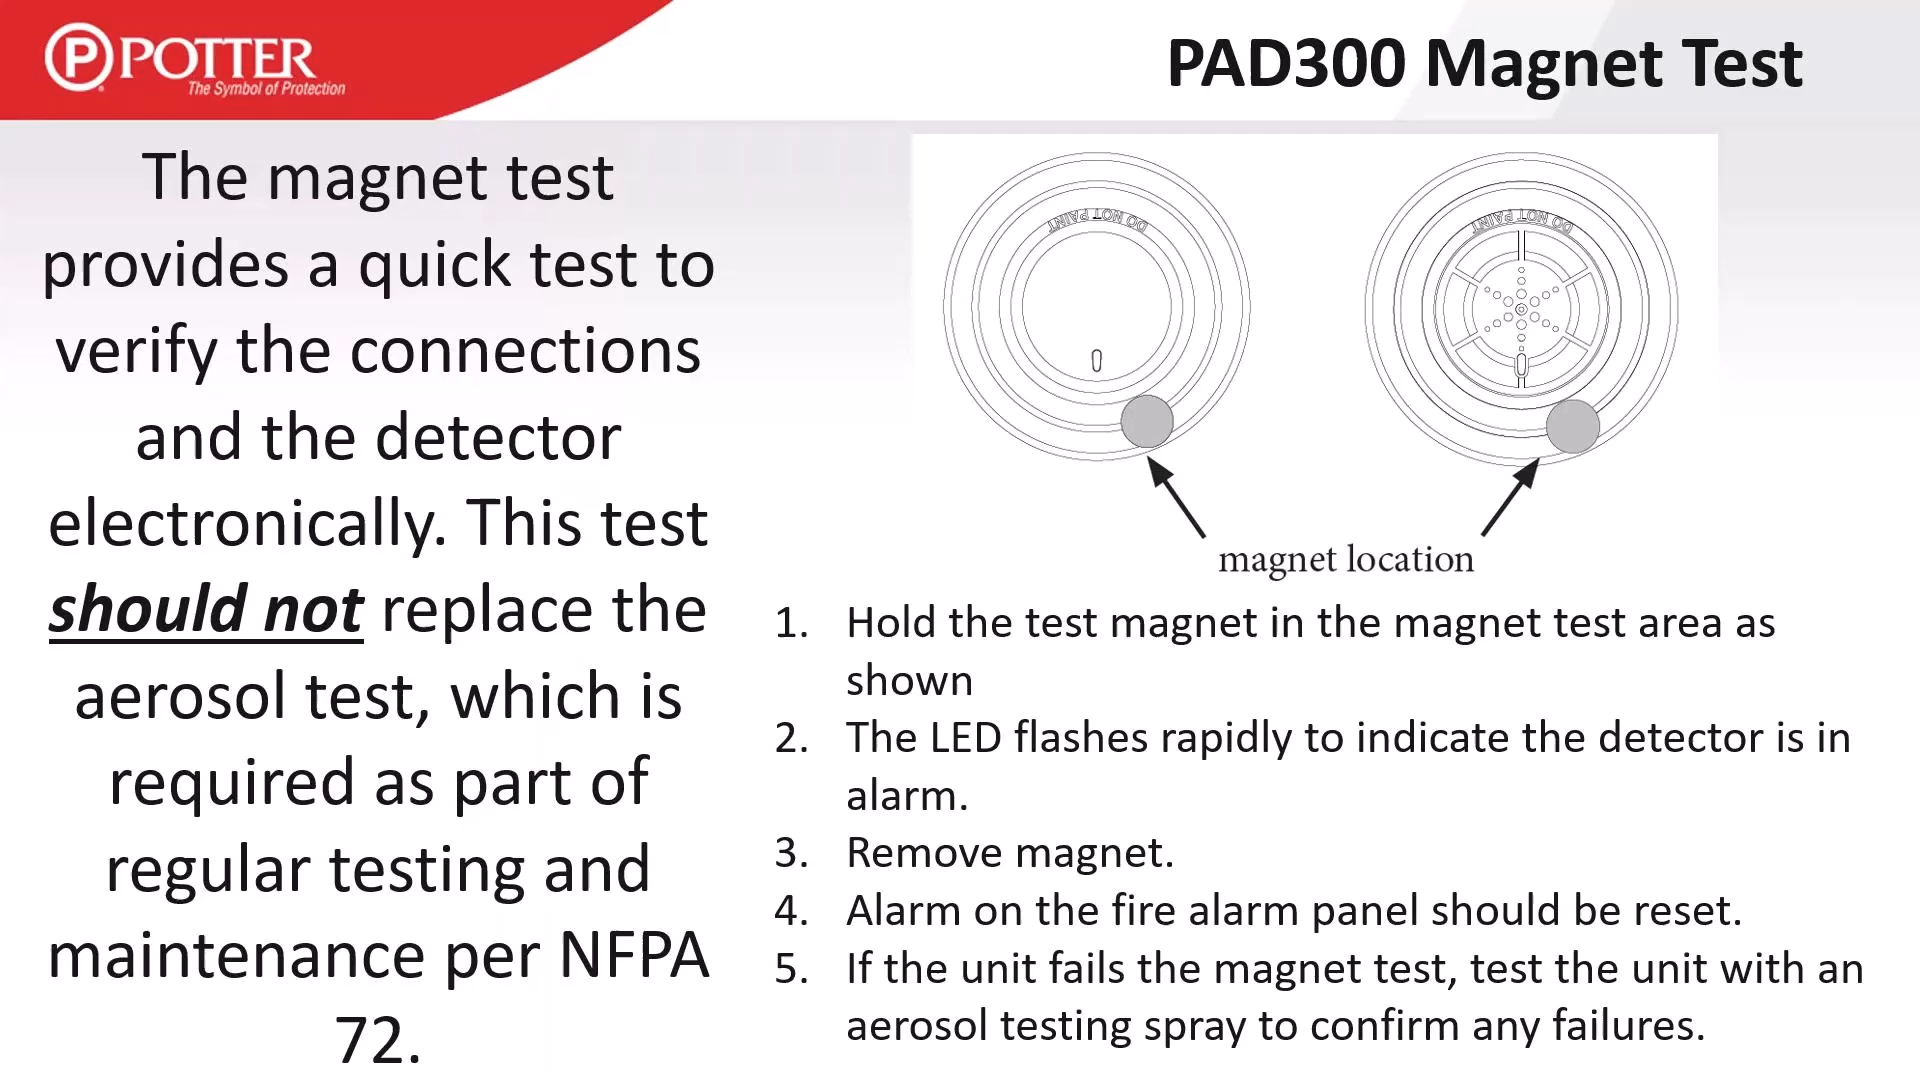 POTTER
The Symbol of Protection
PAD300 Magnet Test
The magnet test
provides a quick test to
verify the connections
and the detector
electronically. This test
should not replace the
aerosol test, which is
required as part of
regular testing and
maintenance per NFPA
72.
DO NOT PAINT
DO NOT PAINT
magnet location
1. Hold the test magnet in the magnet test area as
shown
2. The LED flashes rapidly to indicate the detector is in
alarm.
3. Remove magnet.
4. Alarm on the fire alarm panel should be reset.
5. If the unit fails the magnet test, test the unit with an
aerosol testing spray to confirm any failures.